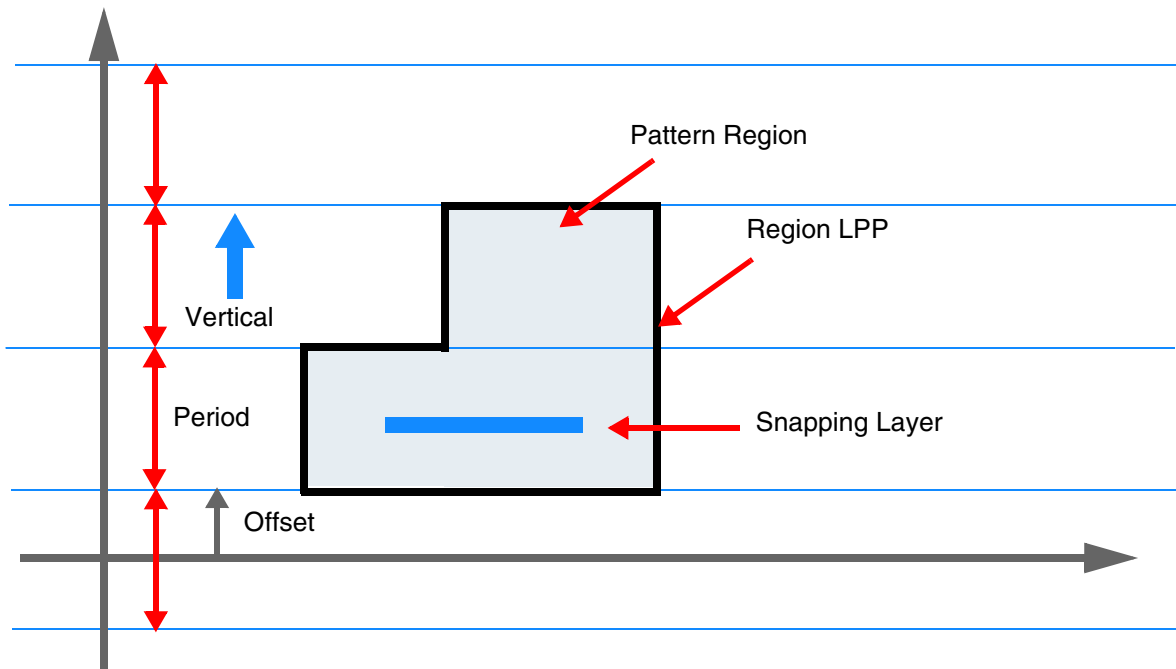 Pattern Region
Region LPP
Vertical
Period
Snapping Layer
Offset